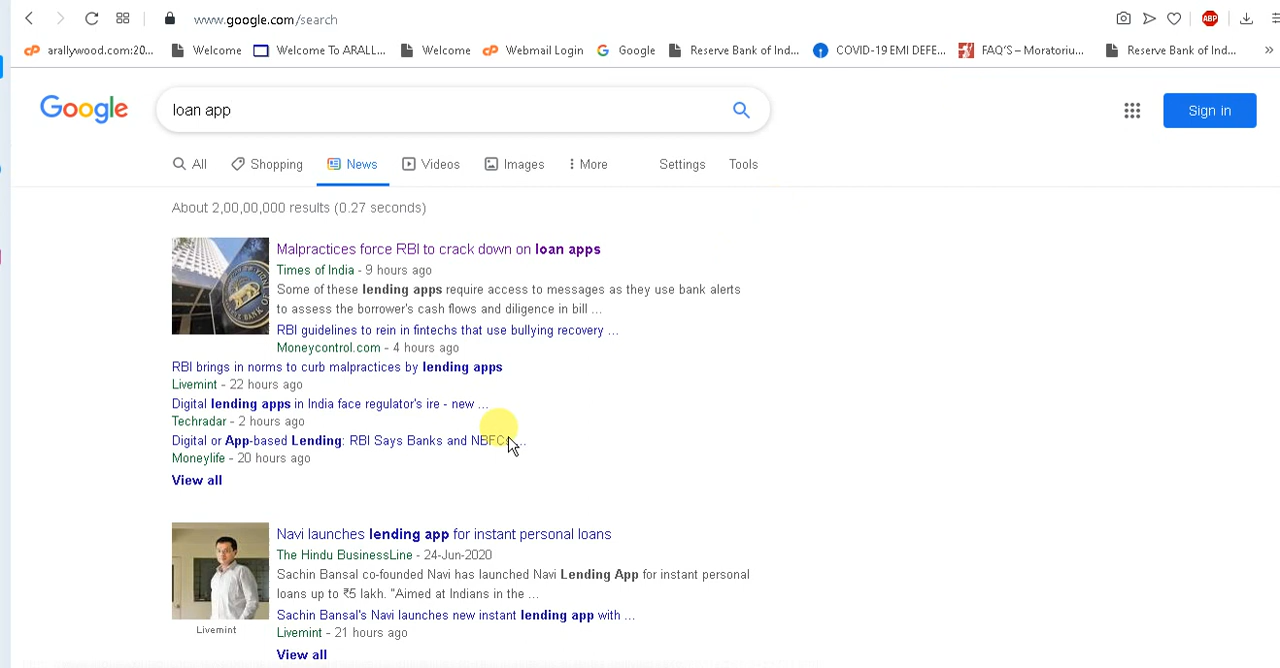 www.google.com/search
ABP
arallywood.com:20... Welcome Welcome To ARALL... Welcome Webmail Login Google Reserve Bank of Ind... COVID-19 EMI DEFE... FAQ'S – Moratoriu... Reserve Bank of Ind... »
Google
loan app
Sign in
All Shopping News Videos Images More Settings Tools
About 2,00,00,000 results (0.27 seconds)
Malpractices force RBI to crack down on loan apps
Times of India - 9 hours ago
Some of these lending apps require access to messages as they use bank alerts
to assess the borrower's cash flows and diligence in bill ...
RBI guidelines to rein in fintechs that use bullying recovery ...
Moneycontrol.com - 4 hours ago
RBI brings in norms to curb malpractices by lending apps
Livemint - 22 hours ago
Digital lending apps in India face regulator's ire - new ...
Techradar - 2 hours ago
Digital or App-based Lending: RBI Says Banks and NBFCs ...
Moneylife - 20 hours ago
View all
Navi launches lending app for instant personal loans
The Hindu BusinessLine - 24-Jun-2020
Sachin Bansal co-founded Navi has launched Navi Lending App for instant personal
loans up to ₹5 lakh. "Aimed at Indians in the ...
Sachin Bansal's Navi launches new instant lending app with ...
Livemint
Livemint - 21 hours ago
View all